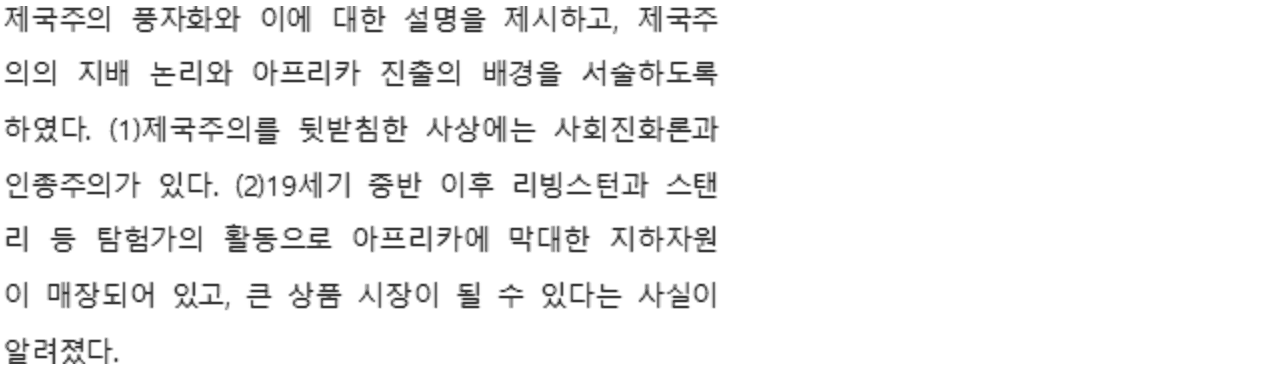 제국주의 풍자화와 이에 대한 설명을 제시하고, 제국주
의의 지배 논리와 아프리카 진출의 배경을 서술하도록
하였다. (1)제국주의를 뒷받침한 사상에는 사회진화론과
인종주의가 있다. (2)19세기 중반 이후 리빙스턴과 스탠
리 등 탐험가의 활동으로 아프리카에 막대한 지하자원
이 매장되어 있고, 큰 상품 시장이 될 수 있다는 사실이
알려졌다.